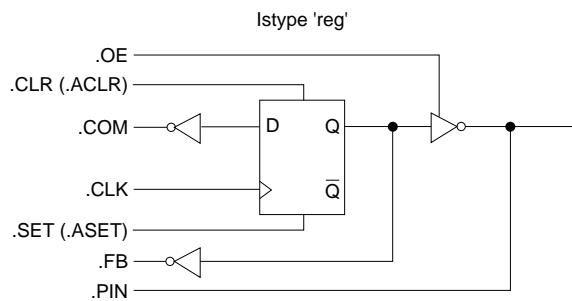 Istype 'reg'
.OE
.CLR (.ACLR)
.COM
D Q
.CLK
Q̅
.SET (.ASET)
.FB
.PIN